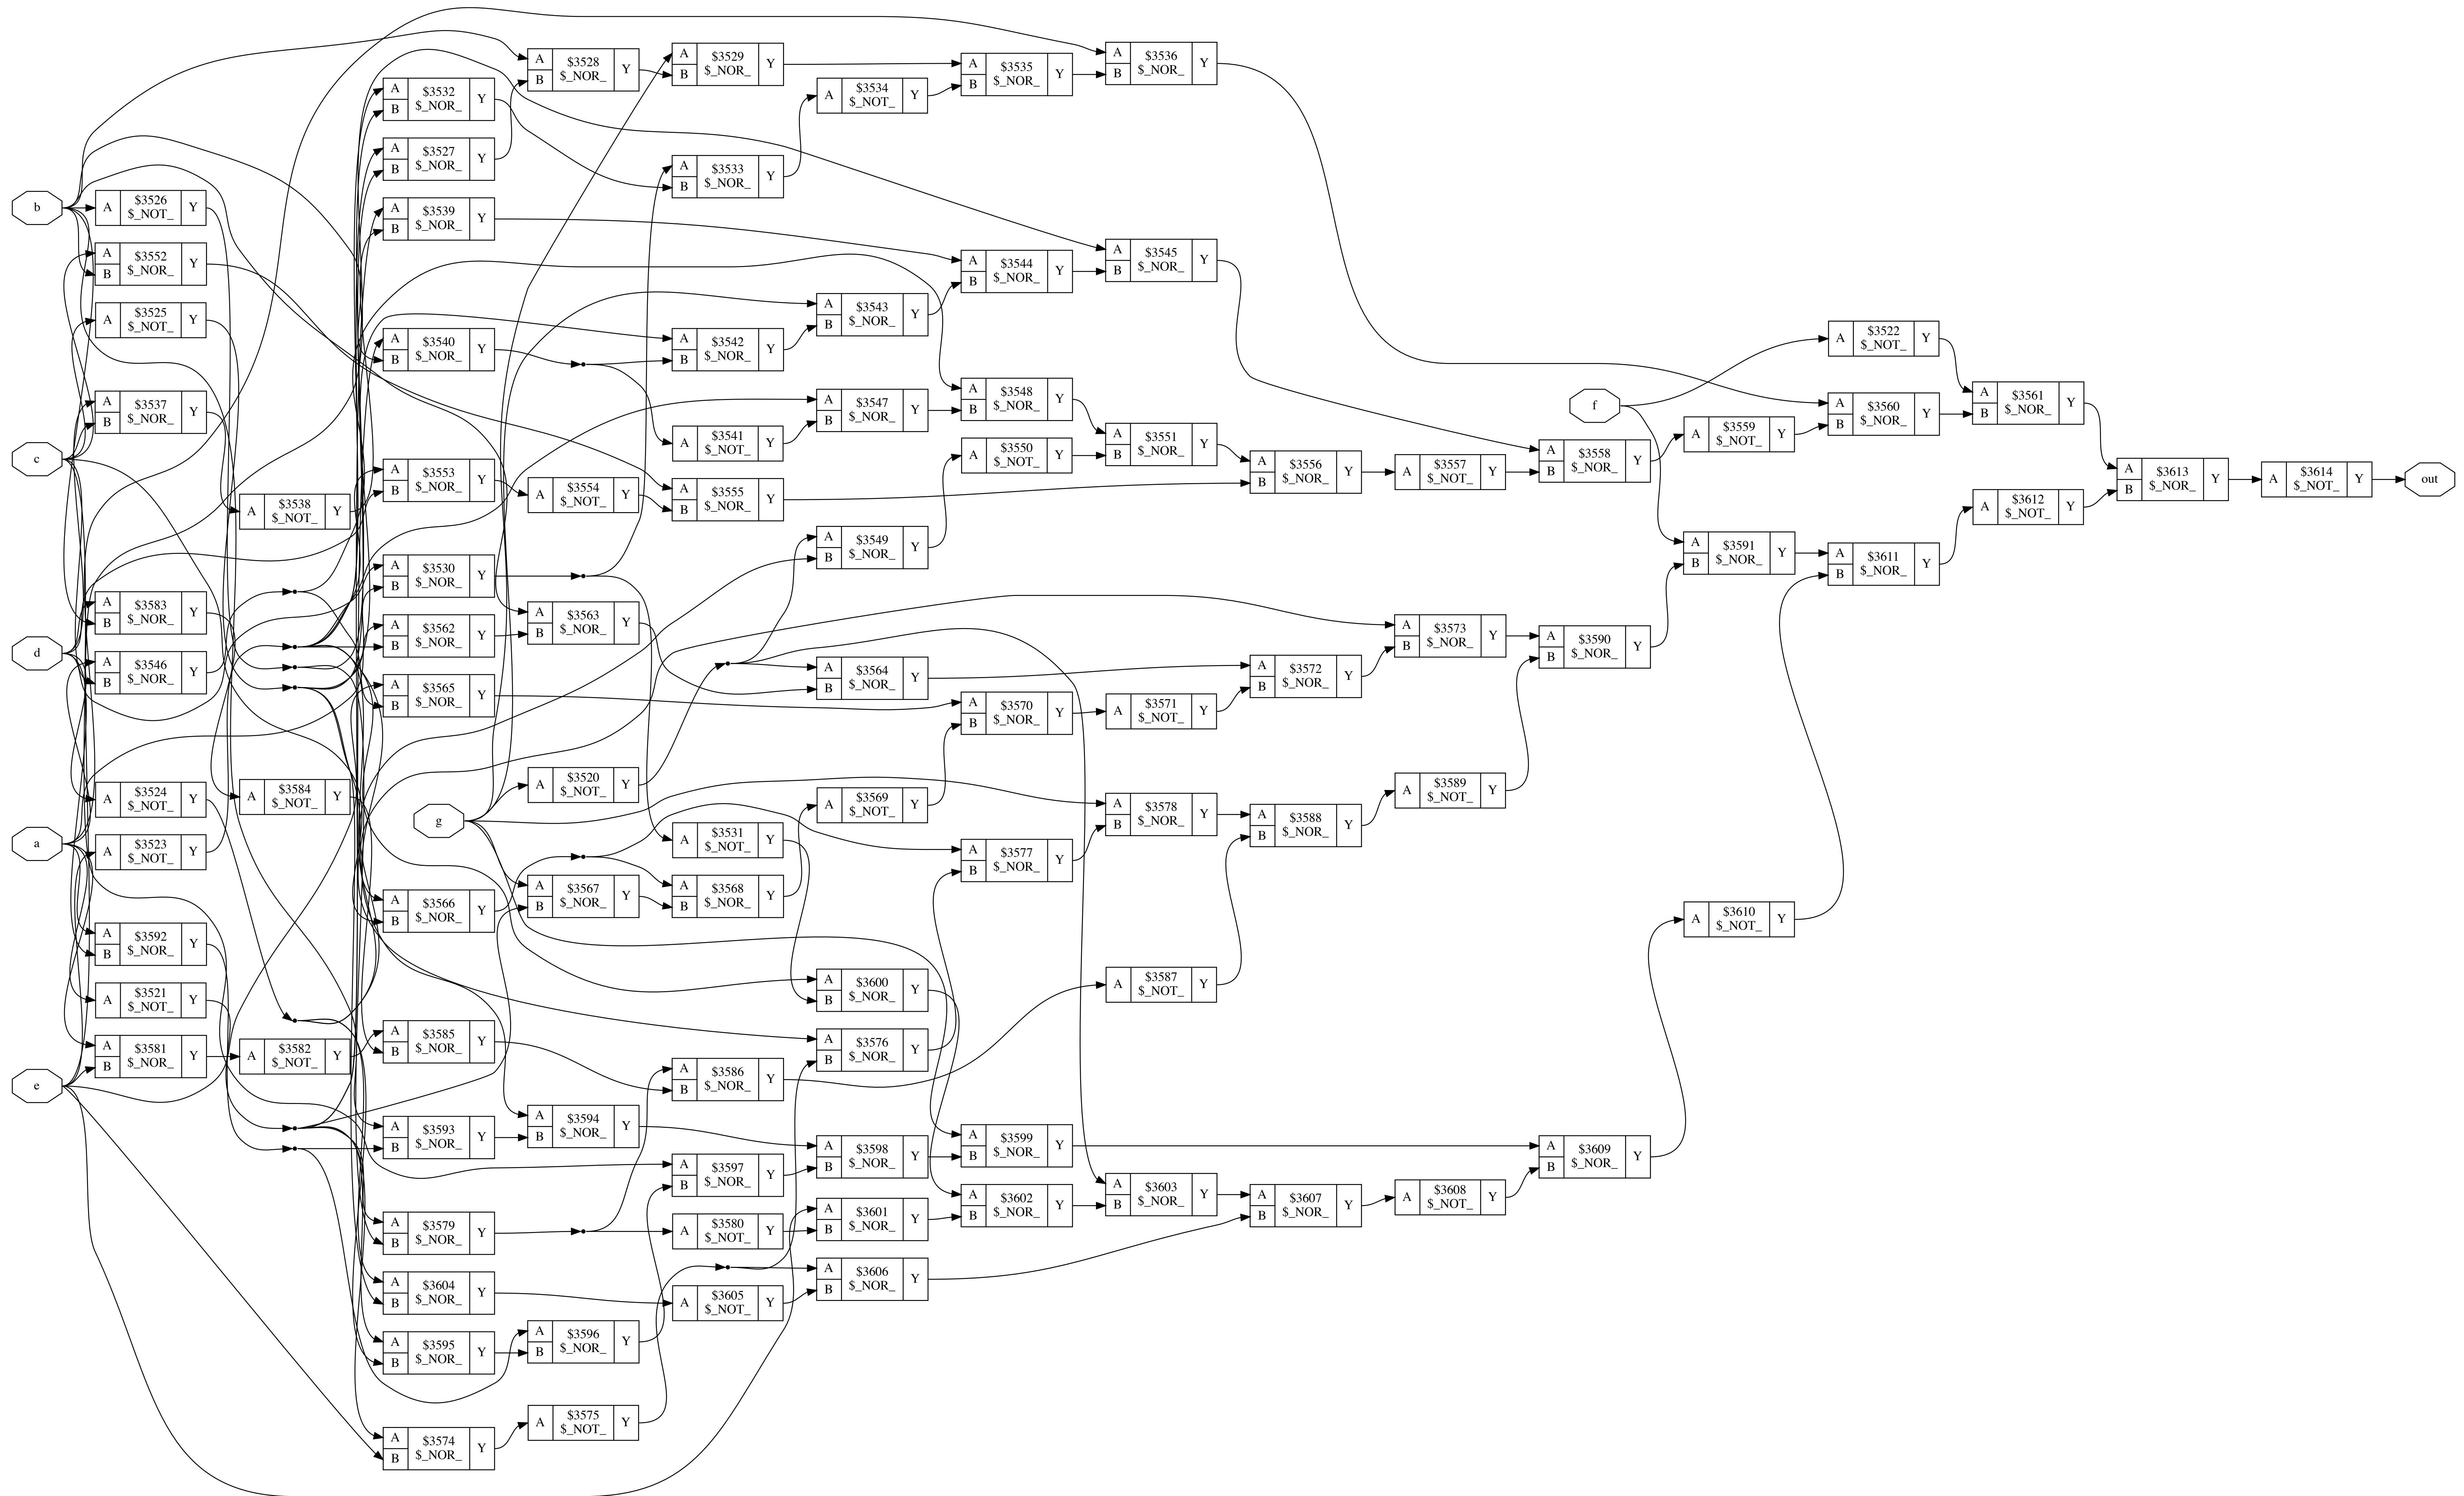 b
c
d
a
e
A $3526 Y
$_NOT_
A $3552 Y
B $_NOR_
A $3525 Y
$_NOT_
A $3537 Y
B $_NOR_
A $3583 Y
B $_NOR_
A $3546 Y
B $_NOR_
A $3524 Y
$_NOT_
A $3523 Y
$_NOT_
A $3592 Y
B $_NOR_
A $3521 Y
$_NOT_
A $3581 Y
B $_NOR_
A $3538 Y
$_NOT_
A $3584 Y
$_NOT_
A $3582 Y
$_NOT_
A $3532 Y
B $_NOR_
A $3527 Y
B $_NOR_
A $3539 Y
B $_NOR_
A $3540 Y
B $_NOR_
A $3553 Y
B $_NOR_
A $3530 Y
B $_NOR_
A $3562 Y
B $_NOR_
A $3565 Y
B $_NOR_
g
A $3566 Y
B $_NOR_
A $3585 Y
B $_NOR_
A $3593 Y
B $_NOR_
A $3579 Y
B $_NOR_
A $3604 Y
B $_NOR_
A $3595 Y
B $_NOR_
A $3574 Y
B $_NOR_
A $3528 Y
B $_NOR_
A $3554 Y
$_NOT_
A $3563 Y
B $_NOR_
A $3520 Y
$_NOT_
A $3567 Y
B $_NOR_
A $3594 Y
B $_NOR_
A $3596 Y
B $_NOR_
A $3575 Y
$_NOT_
A $3529 Y
B $_NOR_
A $3533 Y
B $_NOR_
A $3542 Y
B $_NOR_
A $3541 Y
$_NOT_
A $3555 Y
B $_NOR_
A $3531 Y
$_NOT_
A $3568 Y
B $_NOR_
A $3586 Y
B $_NOR_
A $3597 Y
B $_NOR_
A $3580 Y
$_NOT_
A $3605 Y
$_NOT_
A $3534 Y
$_NOT_
A $3543 Y
B $_NOR_
A $3547 Y
B $_NOR_
A $3549 Y
B $_NOR_
A $3564 Y
B $_NOR_
A $3569 Y
$_NOT_
A $3600 Y
B $_NOR_
A $3576 Y
B $_NOR_
A $3598 Y
B $_NOR_
A $3601 Y
B $_NOR_
A $3606 Y
B $_NOR_
A $3535 Y
B $_NOR_
A $3544 Y
B $_NOR_
A $3548 Y
B $_NOR_
A $3550 Y
$_NOT_
A $3570 Y
B $_NOR_
A $3577 Y
B $_NOR_
A $3599 Y
B $_NOR_
A $3602 Y
B $_NOR_
A $3536 Y
B $_NOR_
A $3545 Y
B $_NOR_
A $3551 Y
B $_NOR_
A $3571 Y
$_NOT_
A $3578 Y
B $_NOR_
A $3587 Y
$_NOT_
A $3603 Y
B $_NOR_
A $3556 Y
B $_NOR_
A $3572 Y
B $_NOR_
A $3588 Y
B $_NOR_
A $3607 Y
B $_NOR_
A $3557 Y
$_NOT_
A $3573 Y
B $_NOR_
A $3589 Y
$_NOT_
A $3608 Y
$_NOT_
f
A $3558 Y
B $_NOR_
A $3590 Y
B $_NOR_
A $3609 Y
B $_NOR_
A $3559 Y
$_NOT_
A $3591 Y
B $_NOR_
A $3610 Y
$_NOT_
A $3522 Y
$_NOT_
A $3560 Y
B $_NOR_
A $3611 Y
B $_NOR_
A $3561 Y
B $_NOR_
A $3612 Y
$_NOT_
A $3613 Y
B $_NOR_
A $3614 Y
$_NOT_
out